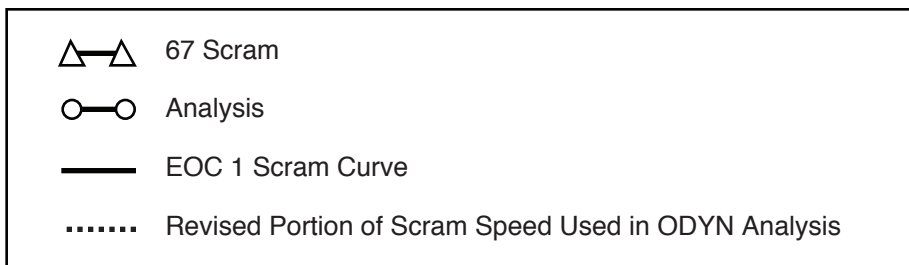 67 Scram
Analysis
EOC 1 Scram Curve
Revised Portion of Scram Speed Used in ODYN Analysis